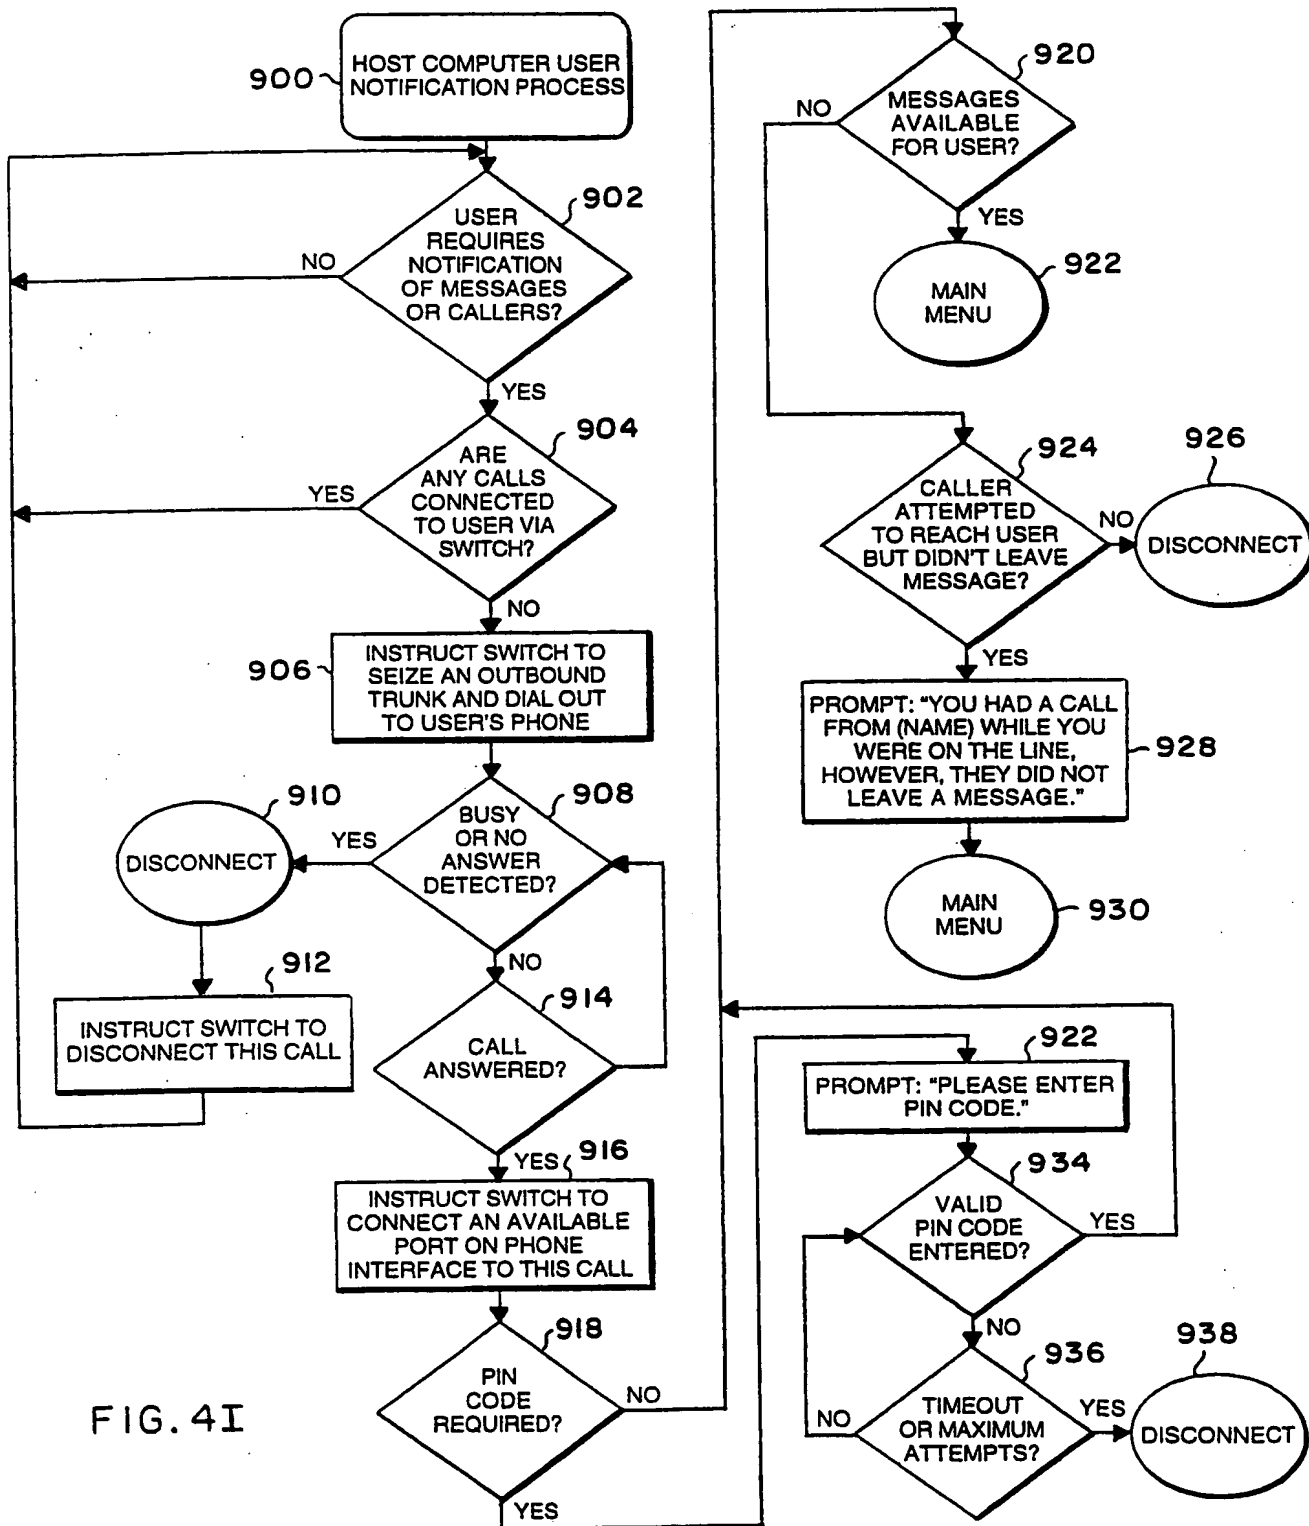 900
HOST COMPUTER USER
NOTIFICATION PROCESS
902
USER
REQUIRES
NOTIFICATION
OF MESSAGES
OR CALLERS?
NO
YES
904
ARE
ANY CALLS
CONNECTED
TO USER VIA
SWITCH?
YES
NO
906
INSTRUCT SWITCH TO
SEIZE AN OUTBOUND
TRUNK AND DIAL OUT
TO USER'S PHONE
908
BUSY
OR NO
ANSWER
DETECTED?
YES
NO
910
DISCONNECT
912
INSTRUCT SWITCH TO
DISCONNECT THIS CALL
914
CALL
ANSWERED?
YES
916
INSTRUCT SWITCH TO
CONNECT AN AVAILABLE
PORT ON PHONE
INTERFACE TO THIS CALL
918
PIN
CODE
REQUIRED?
NO
YES
920
MESSAGES
AVAILABLE
FOR USER?
NO
YES
922
MAIN
MENU
924
CALLER
ATTEMPTED
TO REACH USER
BUT DIDN'T LEAVE
MESSAGE?
NO
926
DISCONNECT
YES
PROMPT: "YOU HAD A CALL
FROM (NAME) WHILE YOU
WERE ON THE LINE,
HOWEVER, THEY DID NOT
LEAVE A MESSAGE."
928
MAIN
MENU
930
922
PROMPT: "PLEASE ENTER
PIN CODE."
934
VALID
PIN CODE
ENTERED?
YES
NO
936
TIMEOUT
OR MAXIMUM
ATTEMPTS?
NO
YES
938
DISCONNECT
FIG. 4I